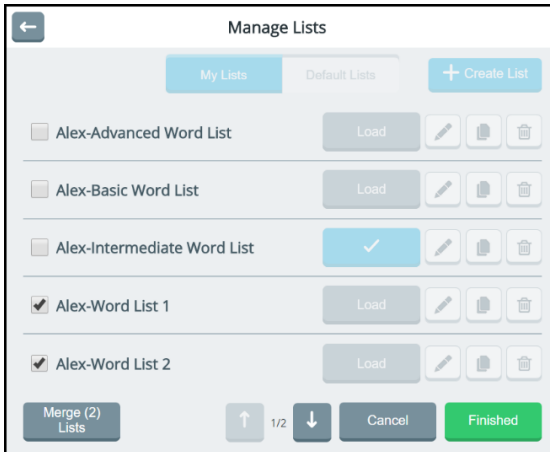 Manage Lists
My Lists
Default Lists
+ Create List
Alex-Advanced Word List
Load
Alex-Basic Word List
Load
Alex-Intermediate Word List
Alex-Word List 1
Load
Alex-Word List 2
Load
Merge (2)
Lists
1/2
Cancel
Finished